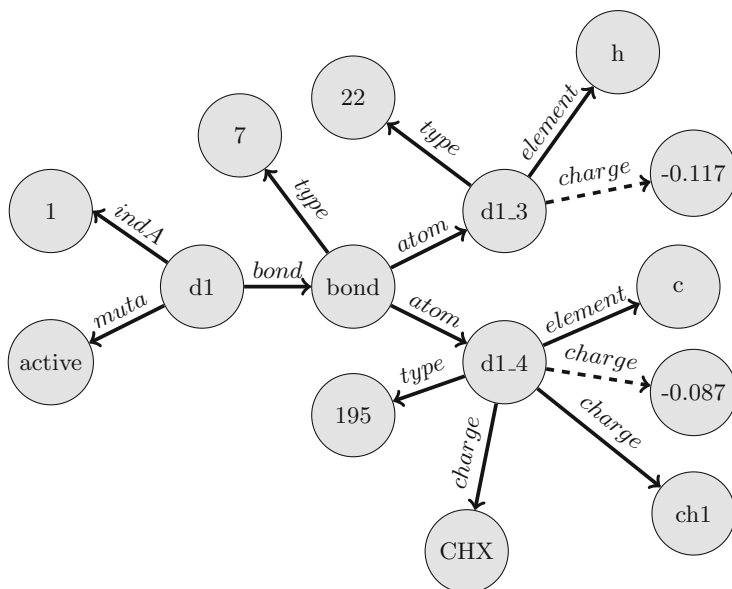 h
22
element
7
type
charge
-0.117
type
1
indA
atom
d1_3
d1
bond
bond
c
muta
atom
element
active
d1_4
charge
-0.087
type
195
charge
charge
ch1
CHX